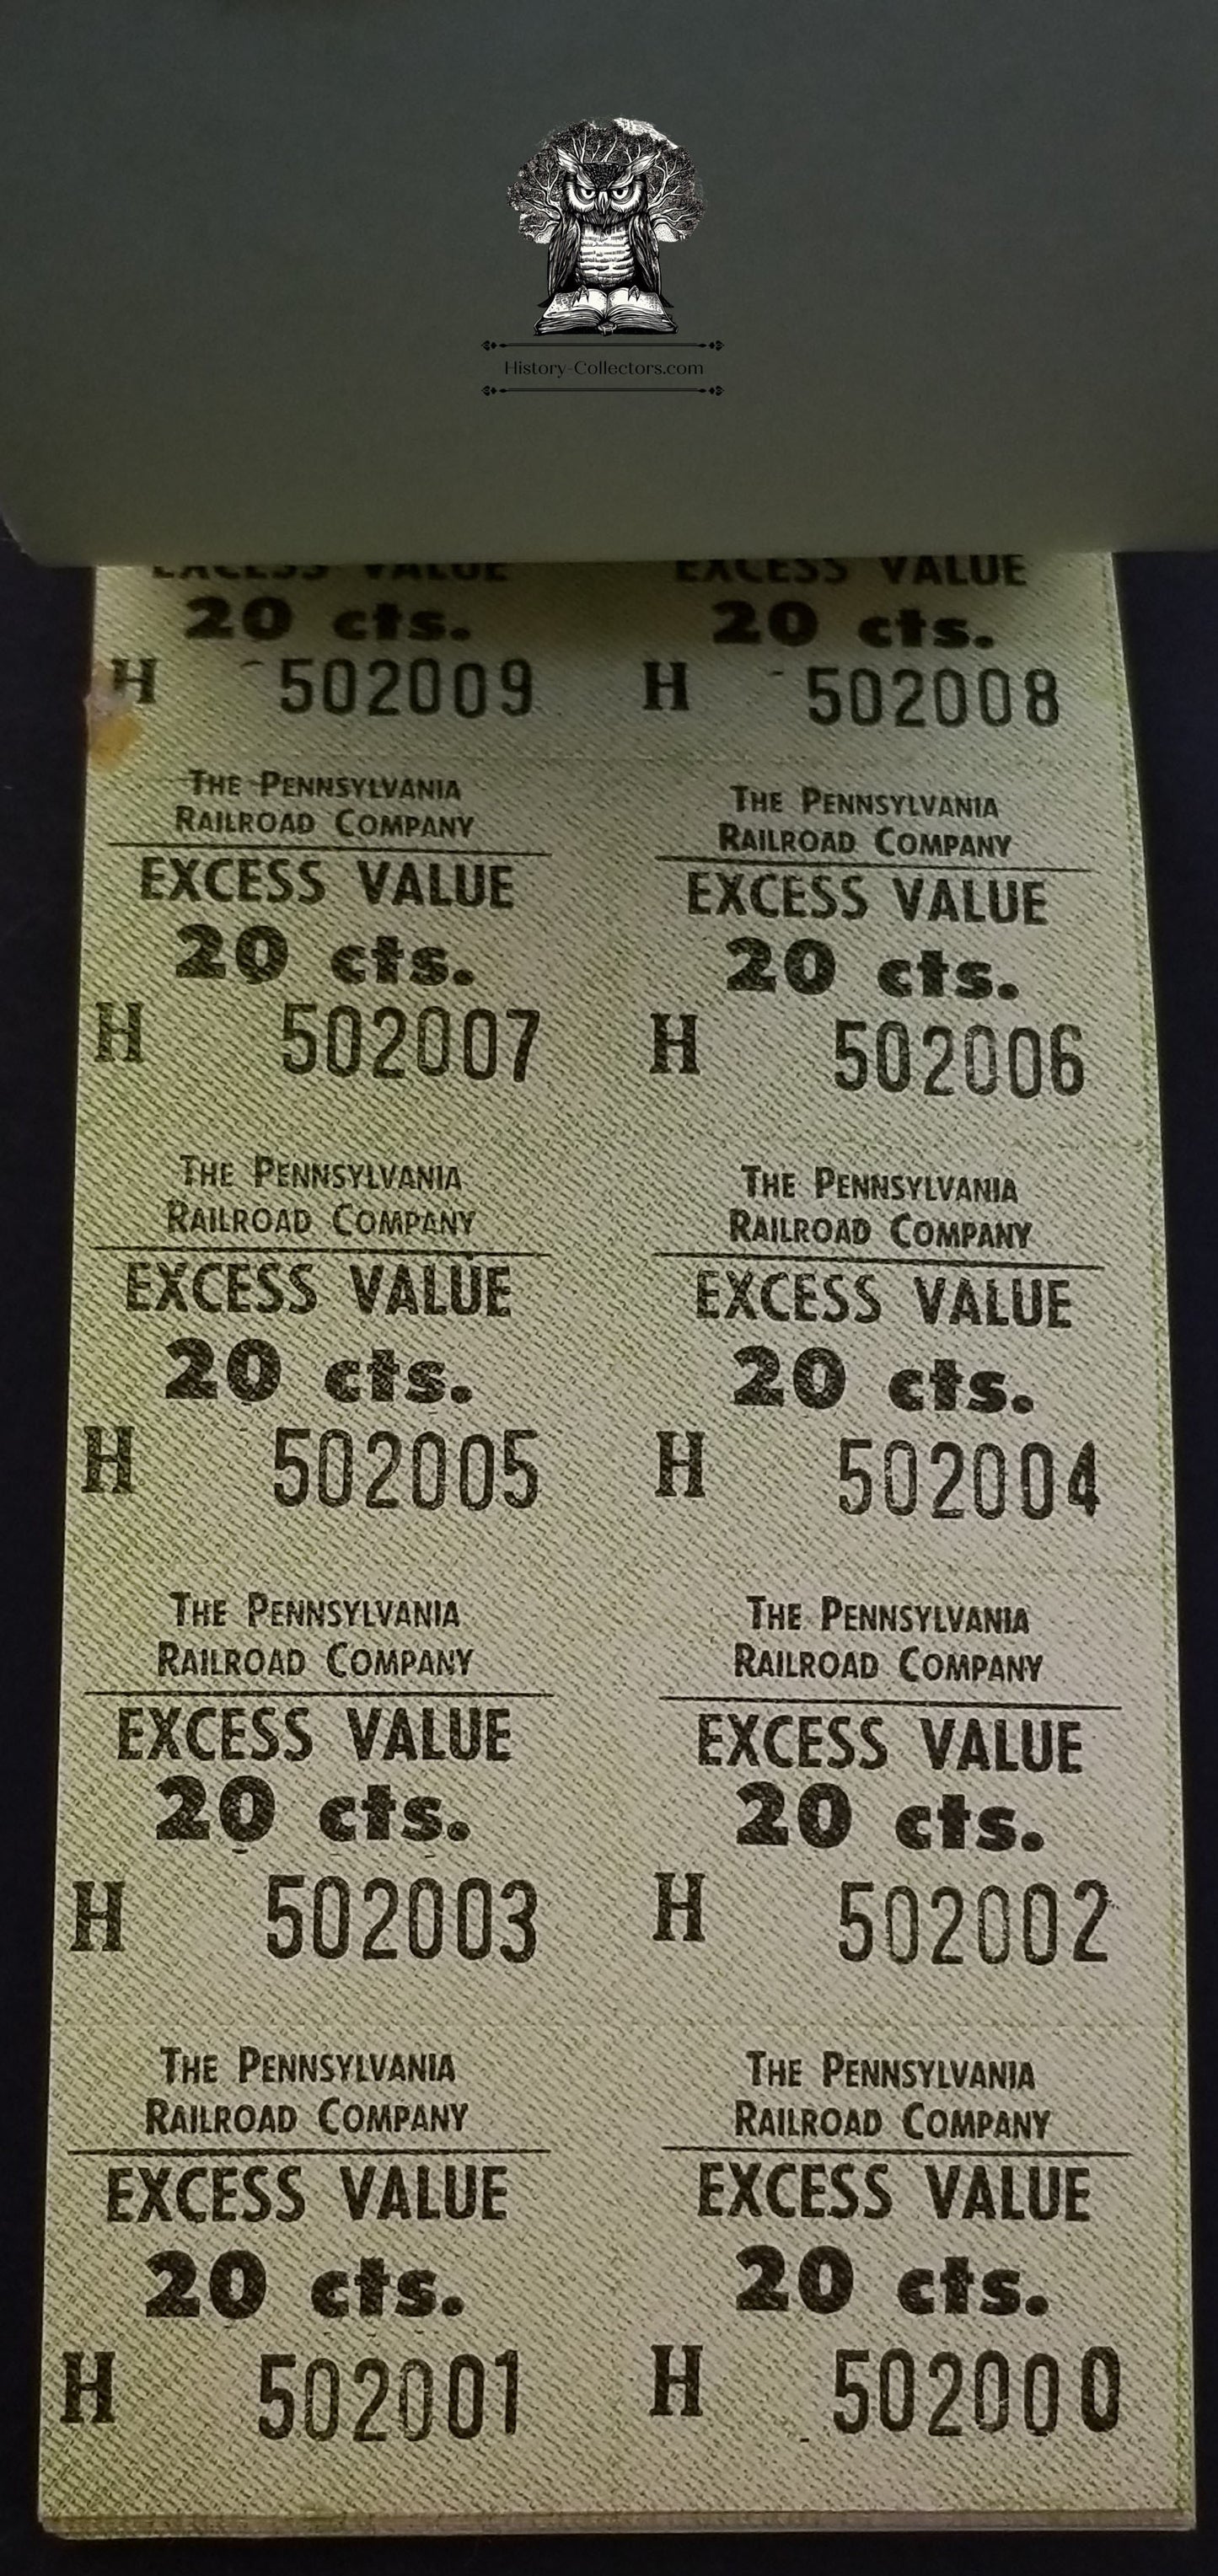 History-Collectors.com
EXCESS VALUE EXCESS VALUE
20 cts. 20 cts.
H 502009 H 502008
THE PENNSYLVANIA THE PENNSYLVANIA
RAILROAD COMPANY RAILROAD COMPANY
EXCESS VALUE EXCESS VALUE
20 cts. 20 cts.
H 502007 H 502006
THE PENNSYLVANIA THE PENNSYLVANIA
RAILROAD COMPANY RAILROAD COMPANY
EXCESS VALUE EXCESS VALUE
20 cts. 20 cts.
H 502005 H 502004
THE PENNSYLVANIA THE PENNSYLVANIA
RAILROAD COMPANY RAILROAD COMPANY
EXCESS VALUE EXCESS VALUE
20 cts. 20 cts.
H 502003 H 502002
THE PENNSYLVANIA THE PENNSYLVANIA
RAILROAD COMPANY RAILROAD COMPANY
EXCESS VALUE EXCESS VALUE
20 cts. 20 cts.
H 502001 H 502000